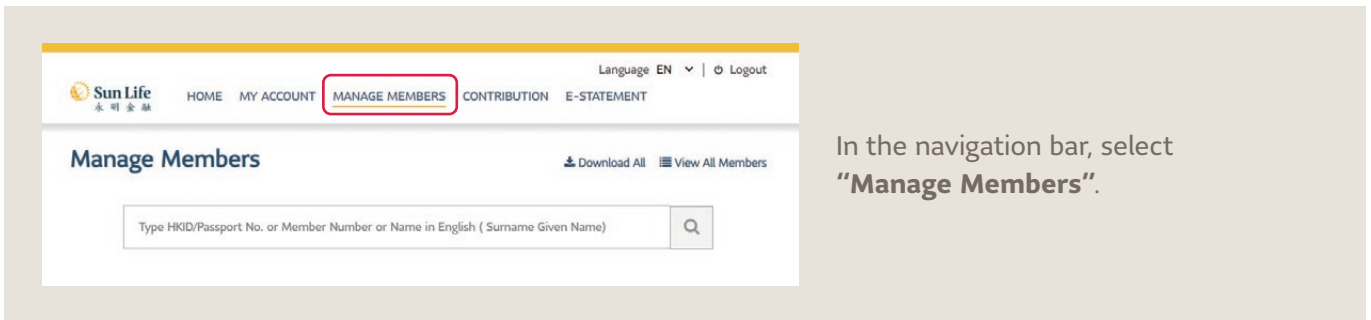 Language EN | Logout
Sun Life
永明金融
HOME MY ACCOUNT MANAGE MEMBERS CONTRIBUTION E-STATEMENT
Manage Members
Download All View All Members
Type HKID/Passport No. or Member Number or Name in English ( Surname Given Name)
In the navigation bar, select
"Manage Members".